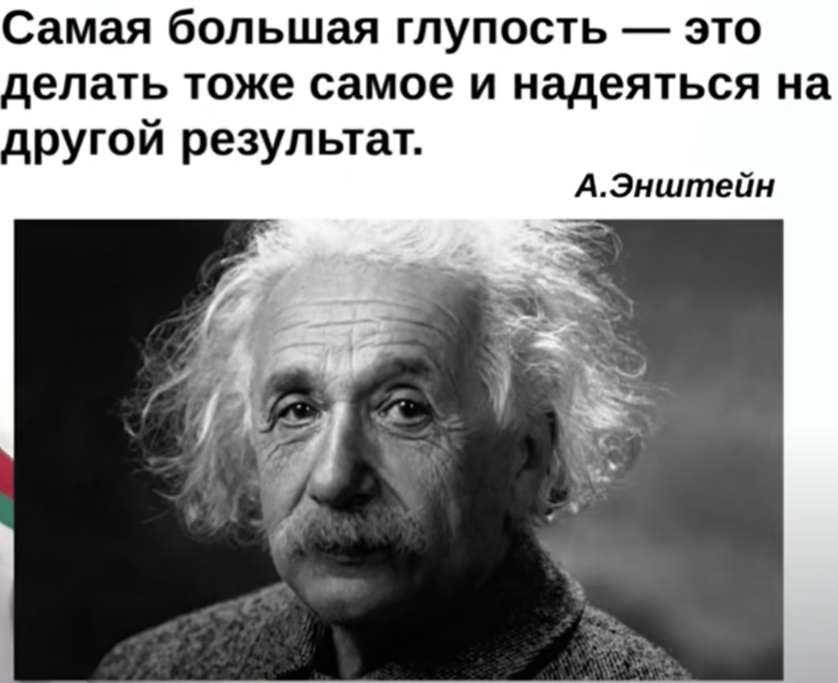 Самая большая глупость — это
делать тоже самое и надеяться на
другой результат.
А.Энштейн